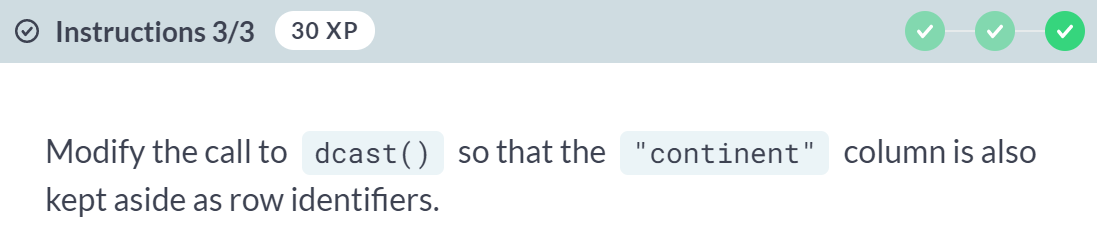 Instructions 3/3 30 XP
Modify the call to dcast() so that the "continent" column is also
kept aside as row identifiers.